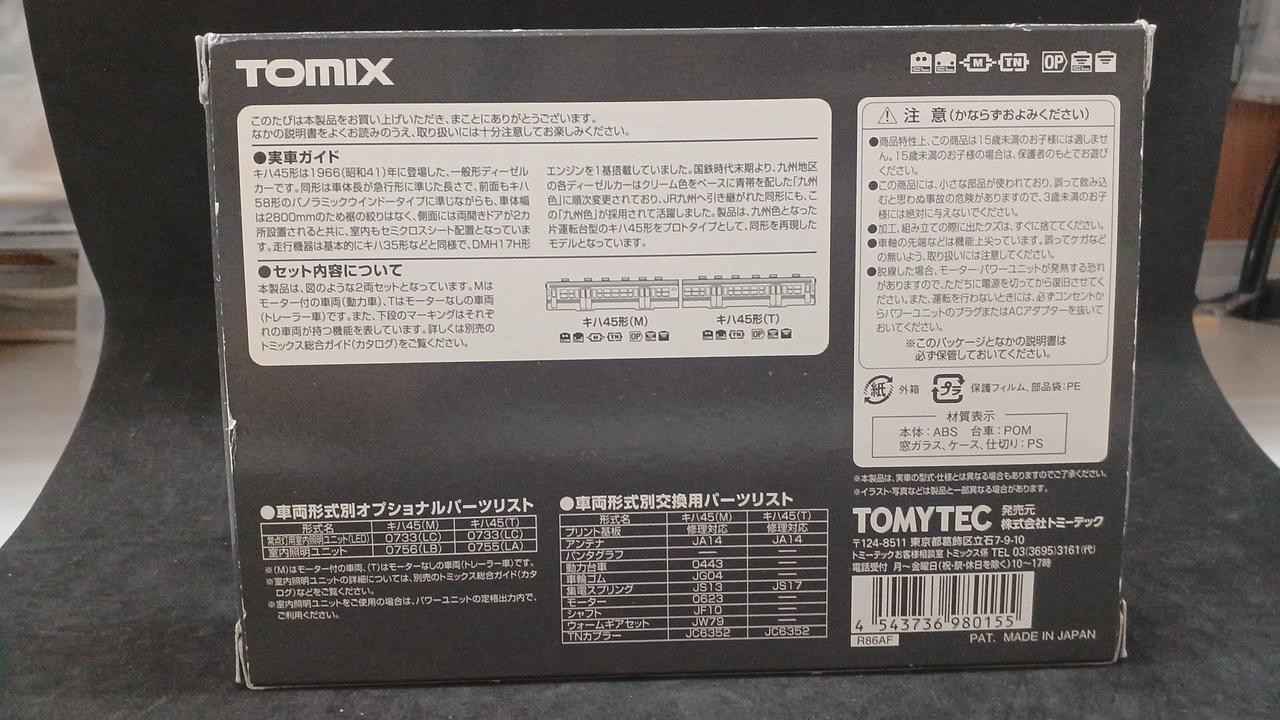 TOMIX
CL CL M TN OP
このたびは本製品をお買い上げいただき、まことにありがとうございます。
なかの説明書をよくお読みのうえ、取り扱いには十分注意してお楽しみください。
●実車ガイド
キハ45形は1966(昭和41)年に登場した、一般形ディーゼル
カーです。同形は車体長が急行形に準じた長さで、前面もキハ
58形のパノラミックウインドータイプに準じながらも、車体幅
は2800mmのため裾の絞りはなく、側面には両開きドアが2カ
所設置されると共に、室内もセミクロスシート配置となっていま
す。走行機器は基本的にキハ35形などと同様で、DMH17H形
エンジンを1基搭載していました。国鉄時代末期より、九州地区
の各ディーゼルカーはクリーム色をベースに青帯を配した「九州
色」に順次変更されており、JR九州へ引き継がれた同形にも、こ
の「九州色」が採用されて活躍しました。製品は、九州色となった
片運転台型のキハ45形をプロトタイプとして、同形を再現した
モデルとなっています。
●セット内容について
本製品は、図のような2両セットとなっています。Mは
モーター付の車両(動力車)、Tはモーターなしの車両
(トレーラー車)です。また、下段のマーキングはそれぞ
れの車両が持つ機能を表しています。詳しくは別売の
トミックス総合ガイド(カタログ)をご覧ください。
キハ45形(M) キハ45形(T)
M TN OP TN OP
⚠ 注 意(かならずおよみください)
●商品特性上、この商品は15歳未満のお子様には適しませ
ん。15歳未満のお子様の場合は、保護者のもとでお遊び
ください。
●この商品には、小さな部品が使われており、誤って飲み込
むと思わぬ事故の危険がありますので、3歳未満のお子
様には絶対に与えないでください。
●加工、組み立ての際に出たクズは、すぐに捨ててください。
●車軸の先端などは機能上尖っています。誤ってケガなど
の無いよう、取り扱いには注意してください。
●脱線した場合、モーター・パワーユニットが発熱する恐れ
がありますので、ただちに電源を切ってから復旧させてく
ださい。また、運転を行わないときには、必ずコンセントか
らパワーユニットのプラグまたはACアダプターを抜いて
おいてください。
※このパッケージとなかの説明書は
必ず保管しておいてください。
紙 外箱 プラ 保護フィルム、部品袋:PE
材質表示
本体:ABS 台車:POM
窓ガラス、ケース、仕切り:PS
※本製品は、実車の型式・仕様とは異なる場合もありますのでご了承ください。
※イラスト・写真などは製品と一部異なる場合があります。
●車両形式別オプショナルパーツリスト
形式名 キハ45(M) キハ45(T)
常点灯用室内照明ユニット(LED) 0733(LC) 0733(LC)
室内照明ユニット 0756(LB) 0755(LA)
※(M)はモーター付の車両、(T)はモーターなしの車両(トレーラー車)です。
※室内照明ユニットの詳細については、別売のトミックス総合ガイド(カタ
ログ)などをご覧ください。
※室内照明ユニットをご使用の場合は、パワーユニットの定格出力内で、
ご利用ください。
●車両形式別交換用パーツリスト
形式名 キハ45(M) キハ45(T)
プリント基板 修理対応 修理対応
アンテナ JA14 JA14
パンタグラフ — —
動力台車 0443 —
車輪ゴム JG04 —
集電スプリング JS13 JS17
モーター 0623 —
シャフト JF10 —
ウォームギアセット JW79 —
TNカプラー JC6352 JC6352
TOMYTEC 発売元
株式会社トミーテック
〒124-8511 東京都葛飾区立石7-9-10
トミーテックお客様相談室 トミックス係 TEL 03(3695)3161(代)
電話受付 月〜金曜日(祝・祭・休日を除く)10〜17時
4 543736 980155
R86AF PAT. MADE IN JAPAN